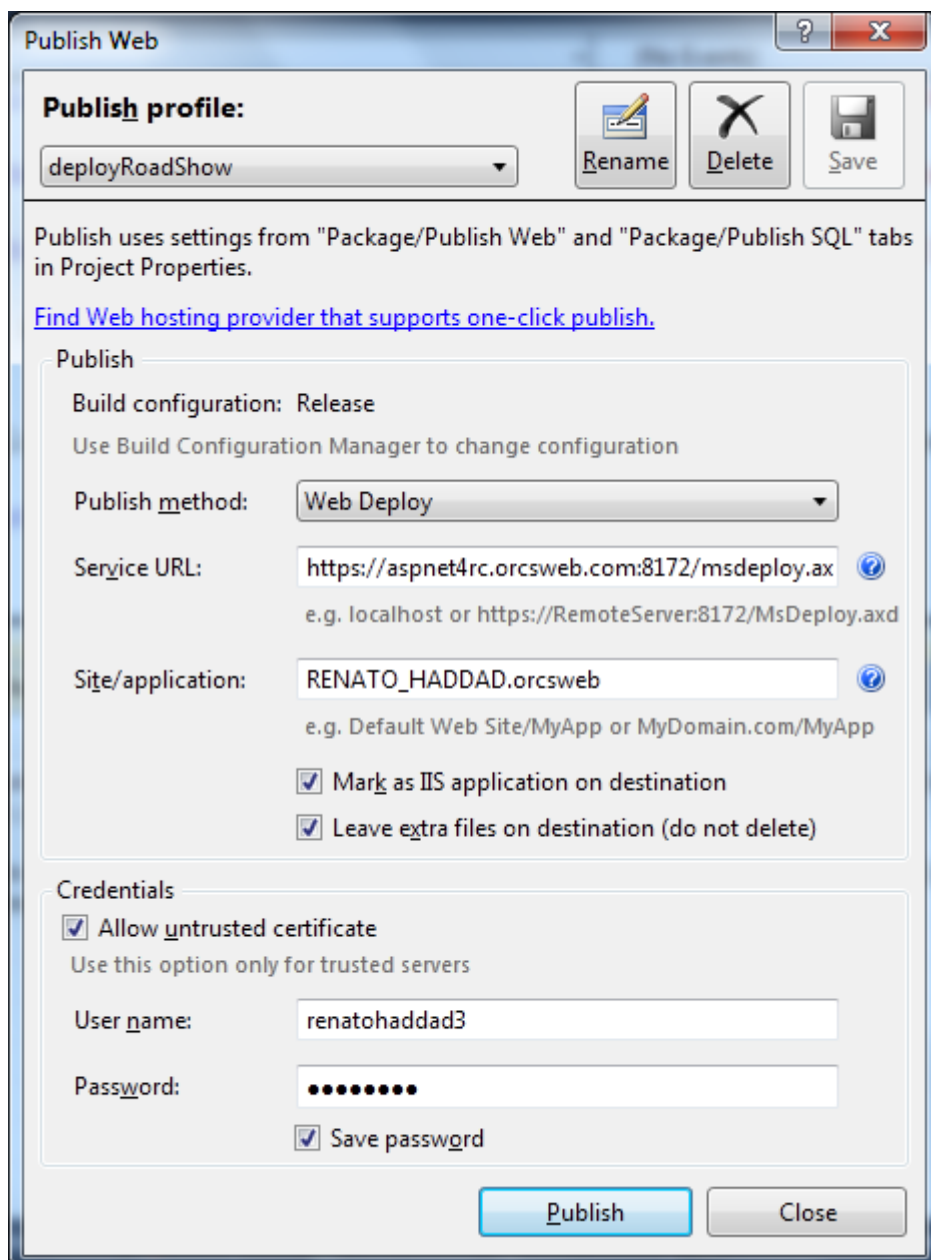 Publish Web
Publish profile:
deployRoadShow
Rename
Delete
Save
Publish uses settings from "Package/Publish Web" and "Package/Publish SQL" tabs
in Project Properties.
Find Web hosting provider that supports one-click publish.
Publish
Build configuration: Release
Use Build Configuration Manager to change configuration
Publish method: Web Deploy
Service URL: https://aspnet4rc.orcsweb.com:8172/msdeploy.ax
e.g. localhost or https://RemoteServer:8172/MsDeploy.axd
Site/application: RENATO_HADDAD.orcsweb
e.g. Default Web Site/MyApp or MyDomain.com/MyApp
Mark as IIS application on destination
Leave extra files on destination (do not delete)
Credentials
Allow untrusted certificate
Use this option only for trusted servers
User name: renatohaddad3
Password: ••••••••
Save password
Publish Close